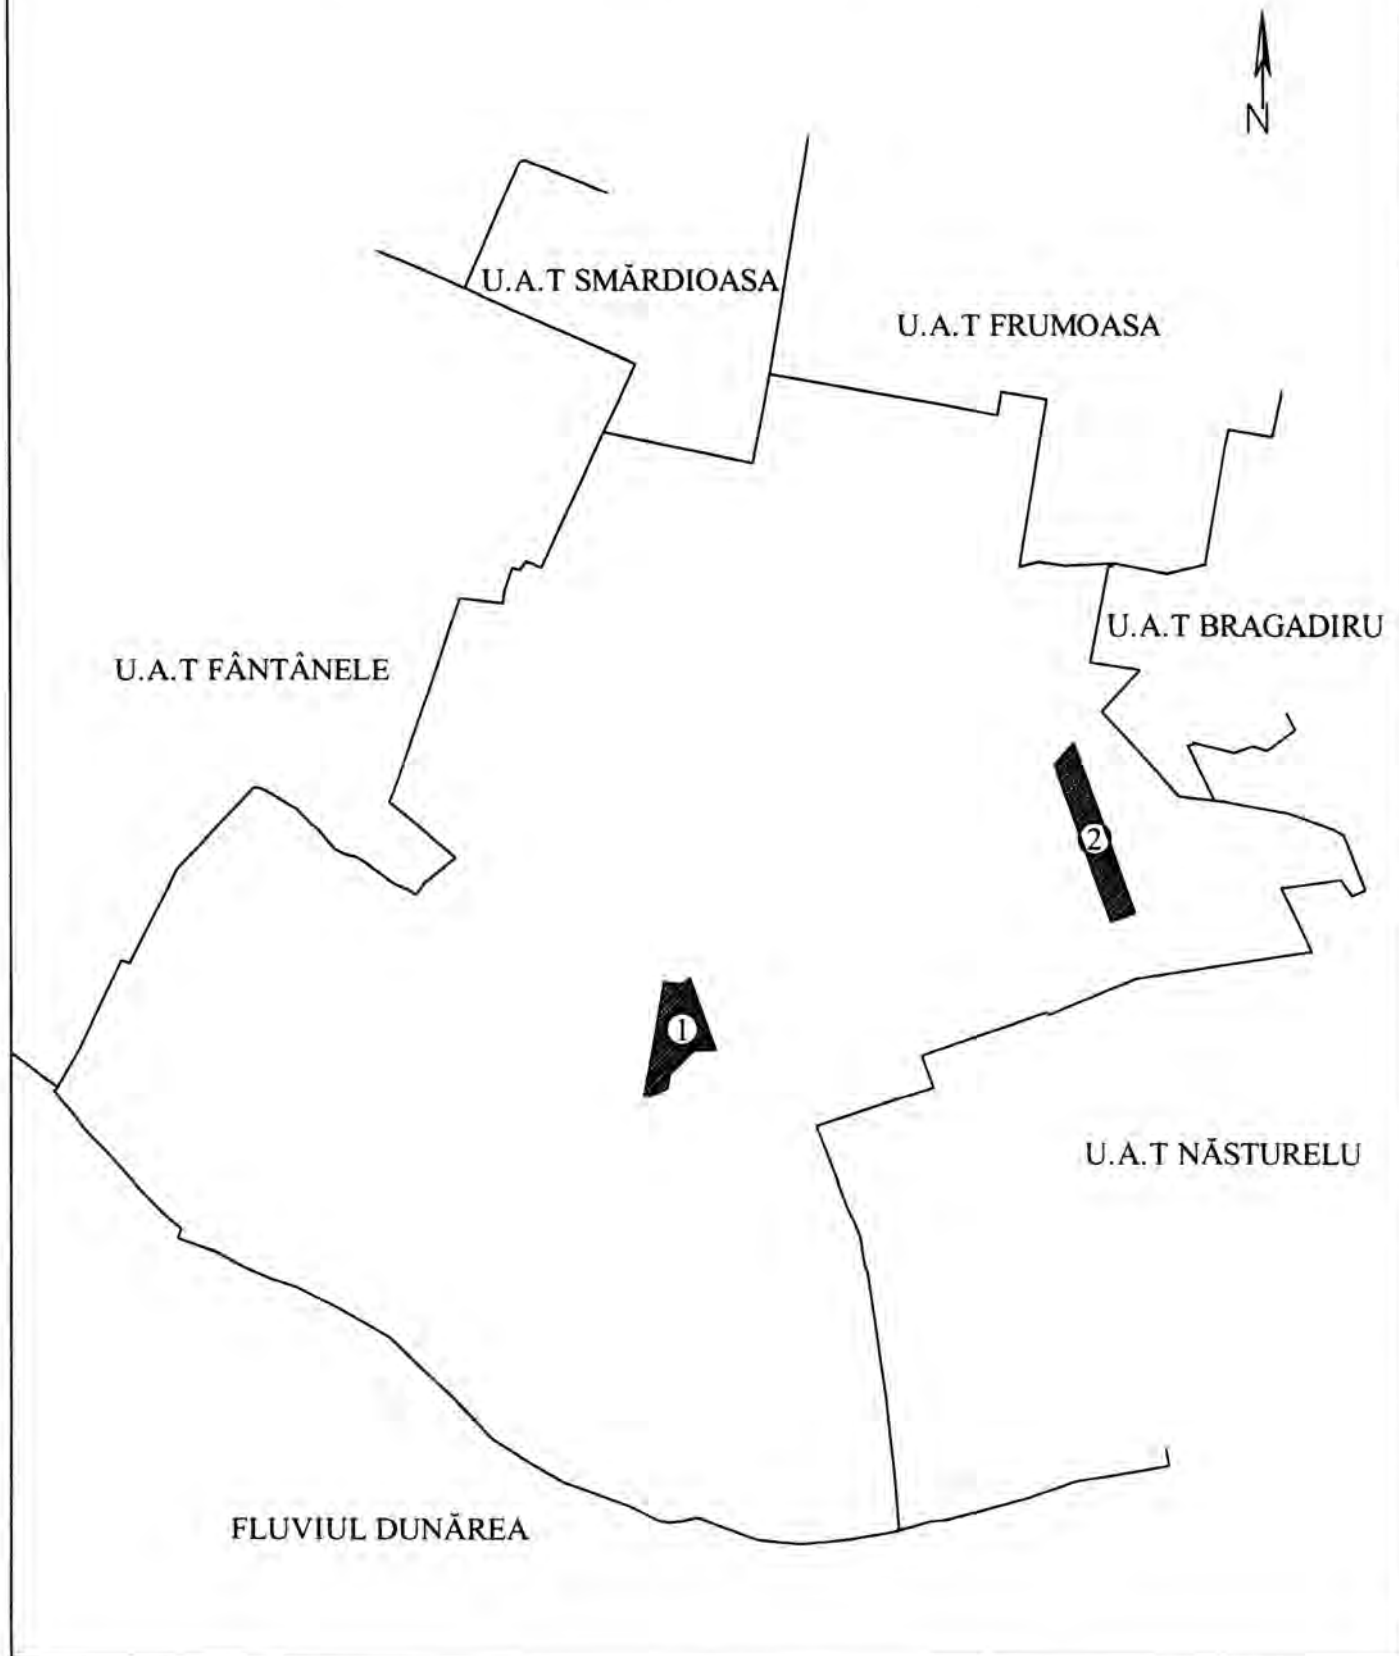 N
U.A.T SMĂRDIOASA
U.A.T FRUMOASA
U.A.T BRAGADIRU
U.A.T FÂNTÂNELE
2
1
U.A.T NĂSTURELU
FLUVIUL DUNĂREA